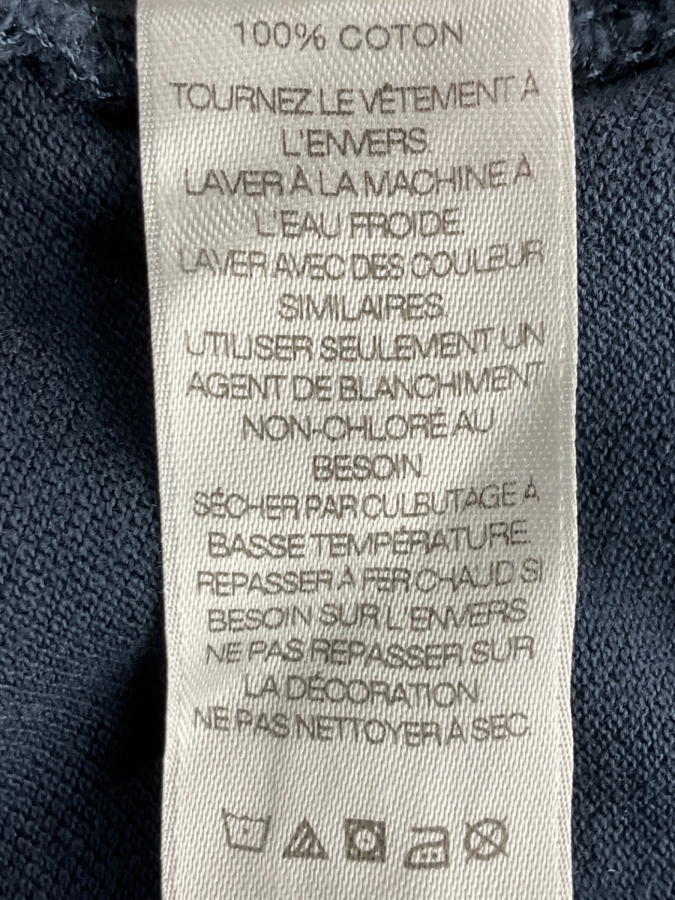 100% COTON
TOURNEZ LE VÊTEMENT À
L'ENVERS
LAVER À LA MACHINE À
L'EAU FROIDE
LAVER AVEC DES COULEUR
SIMILAIRES
UTILISER SEULEMENT UN
AGENT DE BLANCHIMENT
NON-CHLORÉ AU
BESOIN
SÉCHER PAR CULBUTAGE À
BASSE TEMPÉRATURE
REPASSER À FER CHAUD SI
BESOIN SUR L'ENVERS
NE PAS REPASSER SUR
LA DÉCORATION
NE PAS NETTOYER À SEC